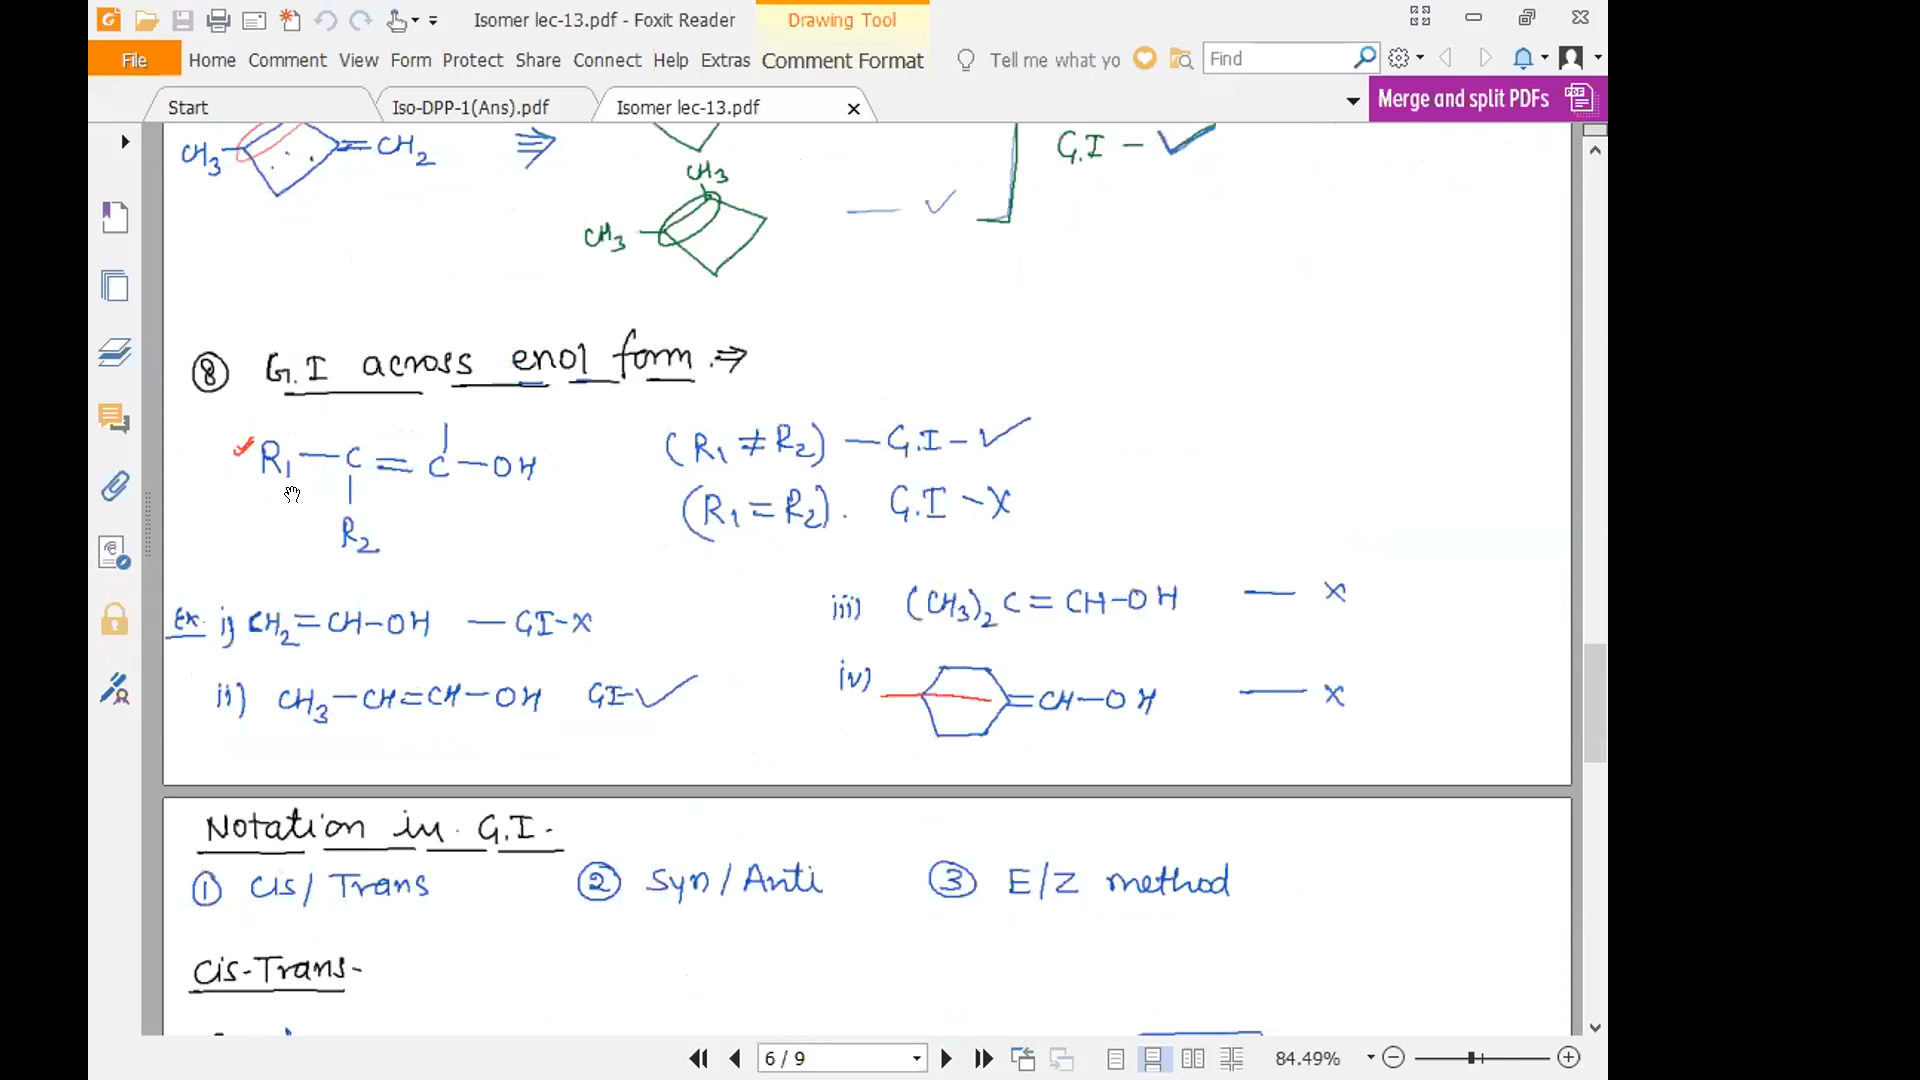 Isomer lec-13.pdf - Foxit Reader
Drawing Tool
File Home Comment View Form Protect Share Connect Help Extras Comment Format Tell me what yo Find
Start Iso-DPP-1(Ans).pdf Isomer lec-13.pdf Merge and split PDFs
CH3 =CH2 ⇒ G.I - ✓
CH3
CH3 — ✓
⑧ G.I across enol form ⇒
R1—C=C—OH (R1 ≠ R2) — G.I - ✓
R2 (R1 = R2). G.I - X
Ex. i) CH2=CH-OH — GI-X
iii) (CH3)2 C = CH-OH — X
ii) CH3-CH=CH-OH GI-✓
iv) =CH-OH — X
Notation in G.I.
① Cis/Trans ② Syn/Anti ③ E/Z method
Cis-Trans-
6 / 9 84.49%